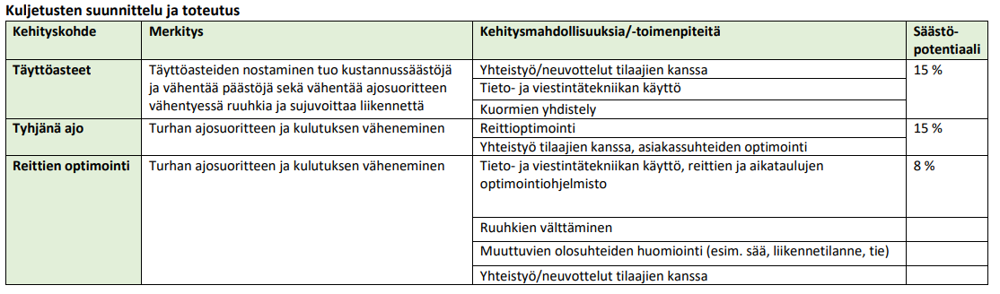 Kuljetusten suunnittelu ja toteutus
Kehityskohde Merkitys Kehitysmahdollisuuksia/-toimenpiteitä Säästö-
potentiaali
Täyttöasteet Täyttöasteiden nostaminen tuo kustannussäästöjä
ja vähentää päästöjä sekä vähentää ajosuoritteen
vähentyessä ruuhkia ja sujuvoittaa liikennettä
Yhteistyö/neuvottelut tilaajien kanssa 15 %
Tieto- ja viestintätekniikan käyttö
Kuormien yhdistely
Tyhjänä ajo Turhan ajosuoritteen ja kulutuksen väheneminen Reittioptimointi 15 %
Yhteistyö tilaajien kanssa, asiakassuhteiden optimointi
Reittien optimointi Turhan ajosuoritteen ja kulutuksen väheneminen Tieto- ja viestintätekniikan käyttö, reittien ja aikataulujen 8 %
optimointiohjelmisto
Ruuhkien välttäminen
Muuttuvien olosuhteiden huomiointi (esim. sää, liikennetilanne, tie)
Yhteistyö/neuvottelut tilaajien kanssa